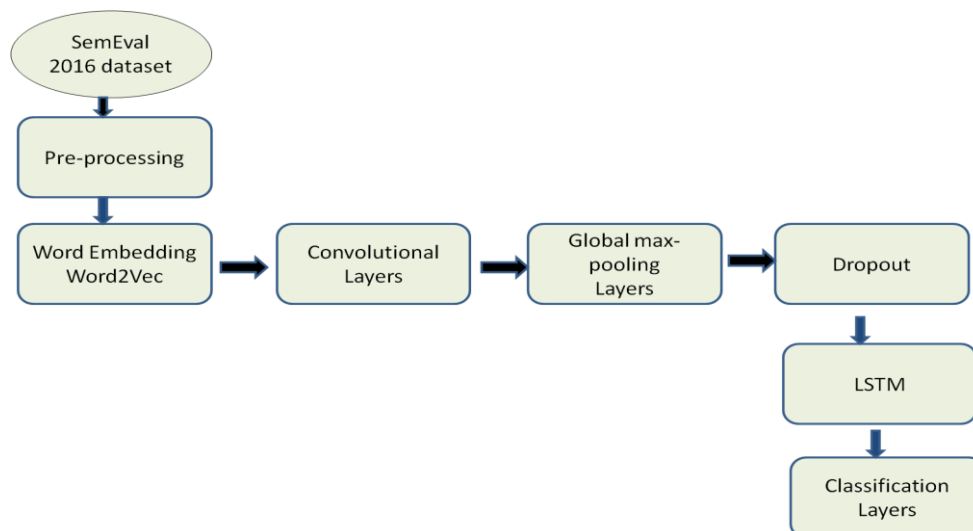 SemEval
2016 dataset
Pre-processing
Word Embedding
Word2Vec
Convolutional
Layers
Global max-
pooling
Layers
Dropout
LSTM
Classification
Layers